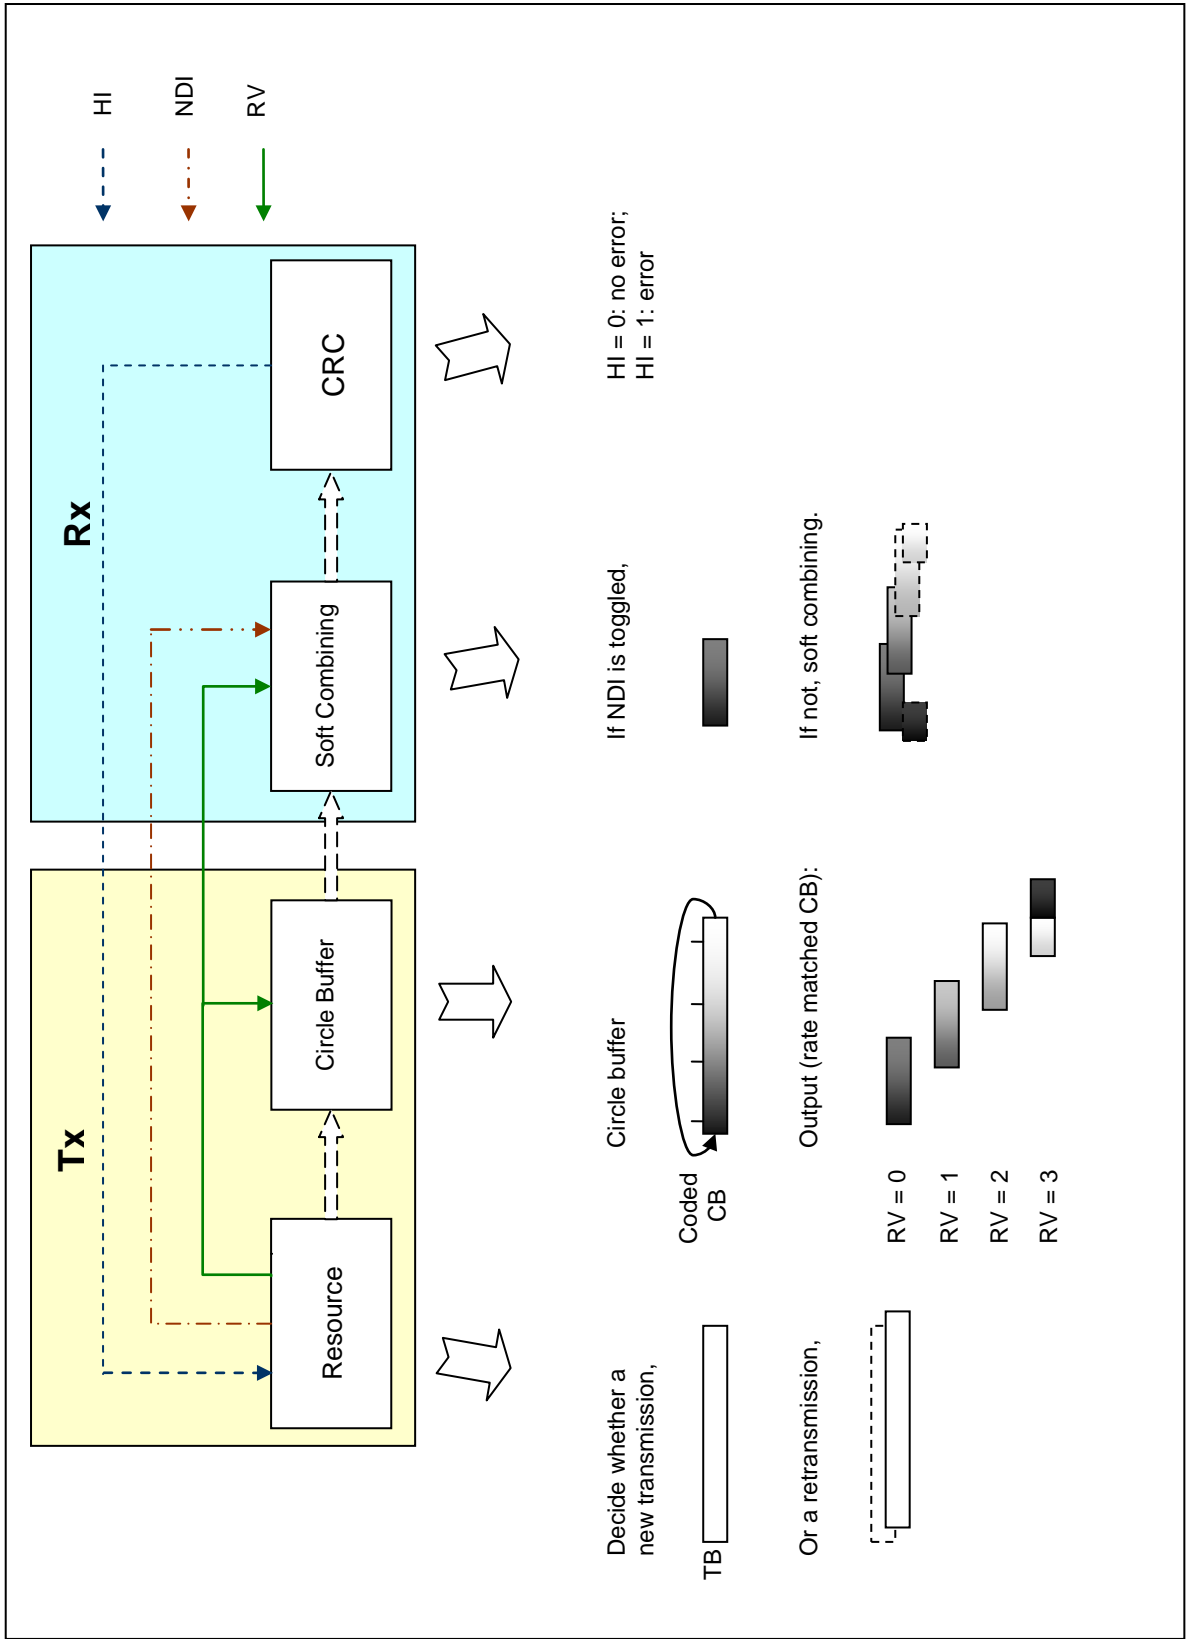 Tx
Rx
HI
NDI
RV
Resource
Circle Buffer
Soft Combining
CRC
Decide whether a
new transmission,
TB
Or a retransmission,
Circle buffer
Coded
CB
Output (rate matched CB):
RV = 0
RV = 1
RV = 2
RV = 3
If NDI is toggled,
If not, soft combining.
HI = 0: no error;
HI = 1: error